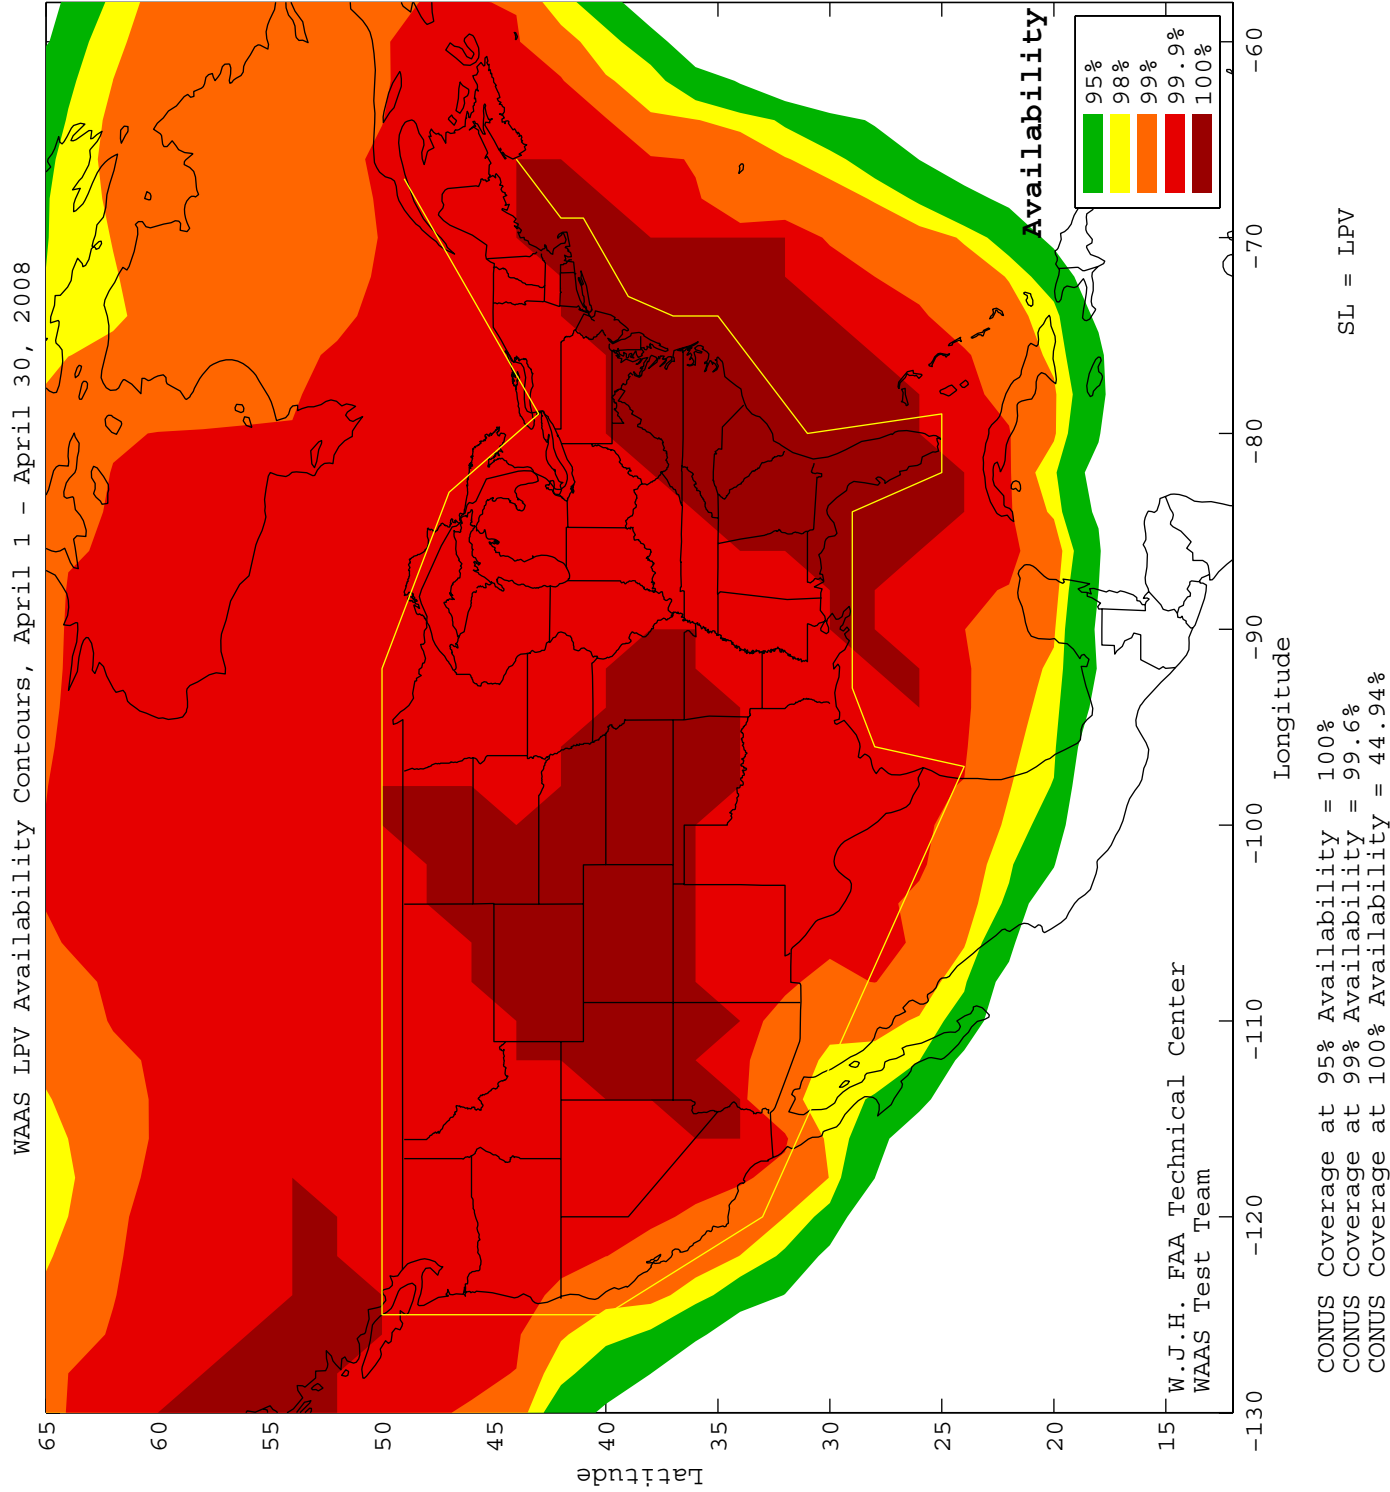 WAAS LPV Availability Contours, April 1 - April 30, 2008
Availability
95%
98%
99%
99.9%
100%
W.J.H. FAA Technical Center
WAAS Test Team
Latitude
65
60
55
50
45
40
35
30
25
20
15
-130
-120
-110
-100
-90
-80
-70
-60
Longitude
CONUS Coverage at 95% Availability = 100%
CONUS Coverage at 99% Availability = 99.6%
CONUS Coverage at 100% Availability = 44.94%
SL = LPV